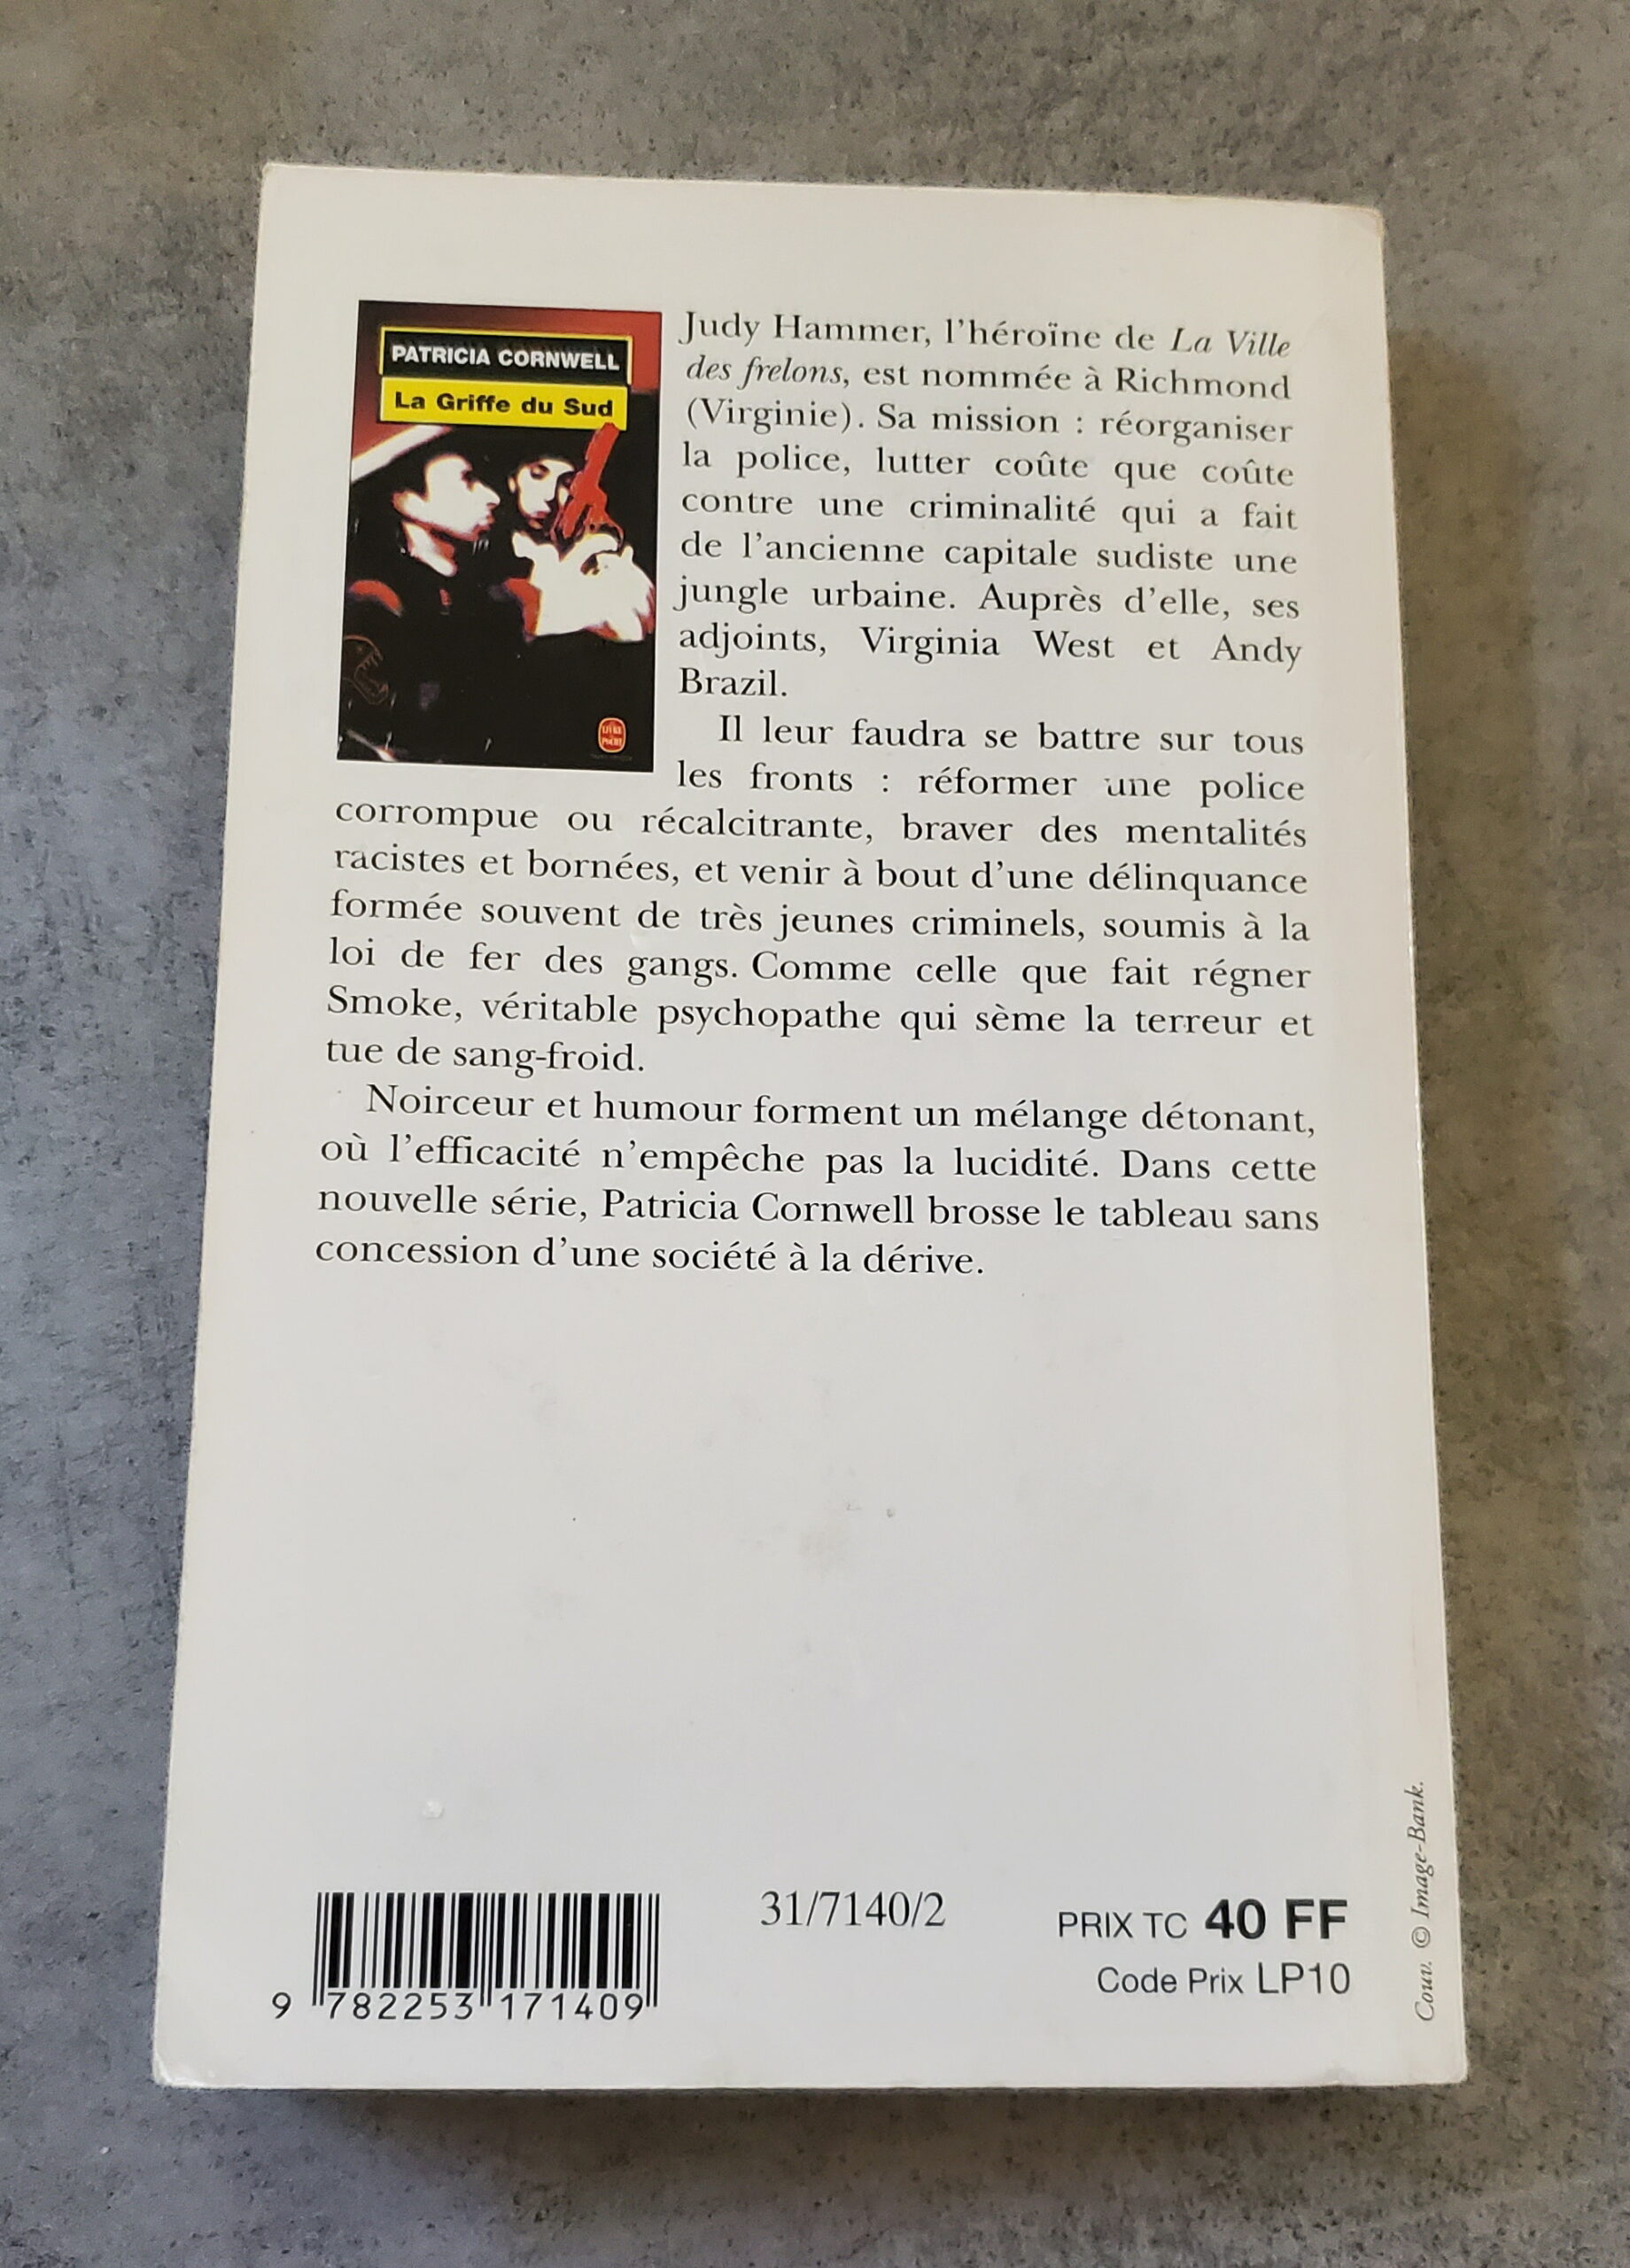 PATRICIA CORNWELL
La Griffe du Sud
LE LIVRE DE POCHE
Judy Hammer, l'héroïne de La Ville
des frelons, est nommée à Richmond
(Virginie). Sa mission : réorganiser
la police, lutter coûte que coûte
contre une criminalité qui a fait
de l'ancienne capitale sudiste une
jungle urbaine. Auprès d'elle, ses
adjoints, Virginia West et Andy
Brazil.
Il leur faudra se battre sur tous
les fronts : réformer une police
corrompue ou récalcitrante, braver des mentalités
racistes et bornées, et venir à bout d'une délinquance
formée souvent de très jeunes criminels, soumis à la
loi de fer des gangs. Comme celle que fait régner
Smoke, véritable psychopathe qui sème la terreur et
tue de sang-froid.
Noirceur et humour forment un mélange détonant,
où l'efficacité n'empêche pas la lucidité. Dans cette
nouvelle série, Patricia Cornwell brosse le tableau sans
concession d'une société à la dérive.
9 782253 171409
31/7140/2
PRIX TC 40 FF
Code Prix LP10
Couv. © Image-Bank.